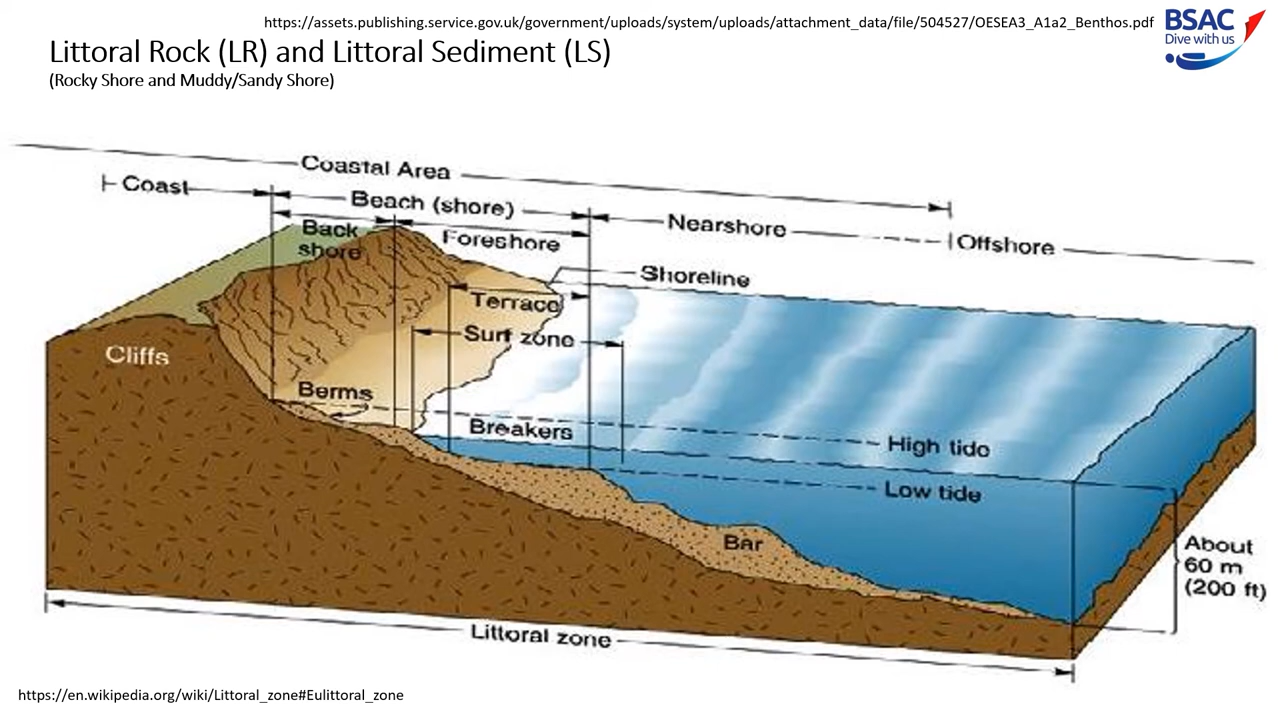 https://assets.publishing.service.gov.uk/government/uploads/system/uploads/attachment_data/file/504527/OESEA3_A1a2_Benthos.pdf
BSAC
Dive with us
Littoral Rock (LR) and Littoral Sediment (LS)
(Rocky Shore and Muddy/Sandy Shore)
Coastal Area
Coast
Beach (shore)
Nearshore
Offshore
Back
shore
Foreshore
Shoreline
Terrace
Surf zone
Cliffs
Berms
Breakers
High tide
Low tide
Bar
About
60 m
(200 ft)
Littoral zone
https://en.wikipedia.org/wiki/Littoral_zone#Eulittoral_zone